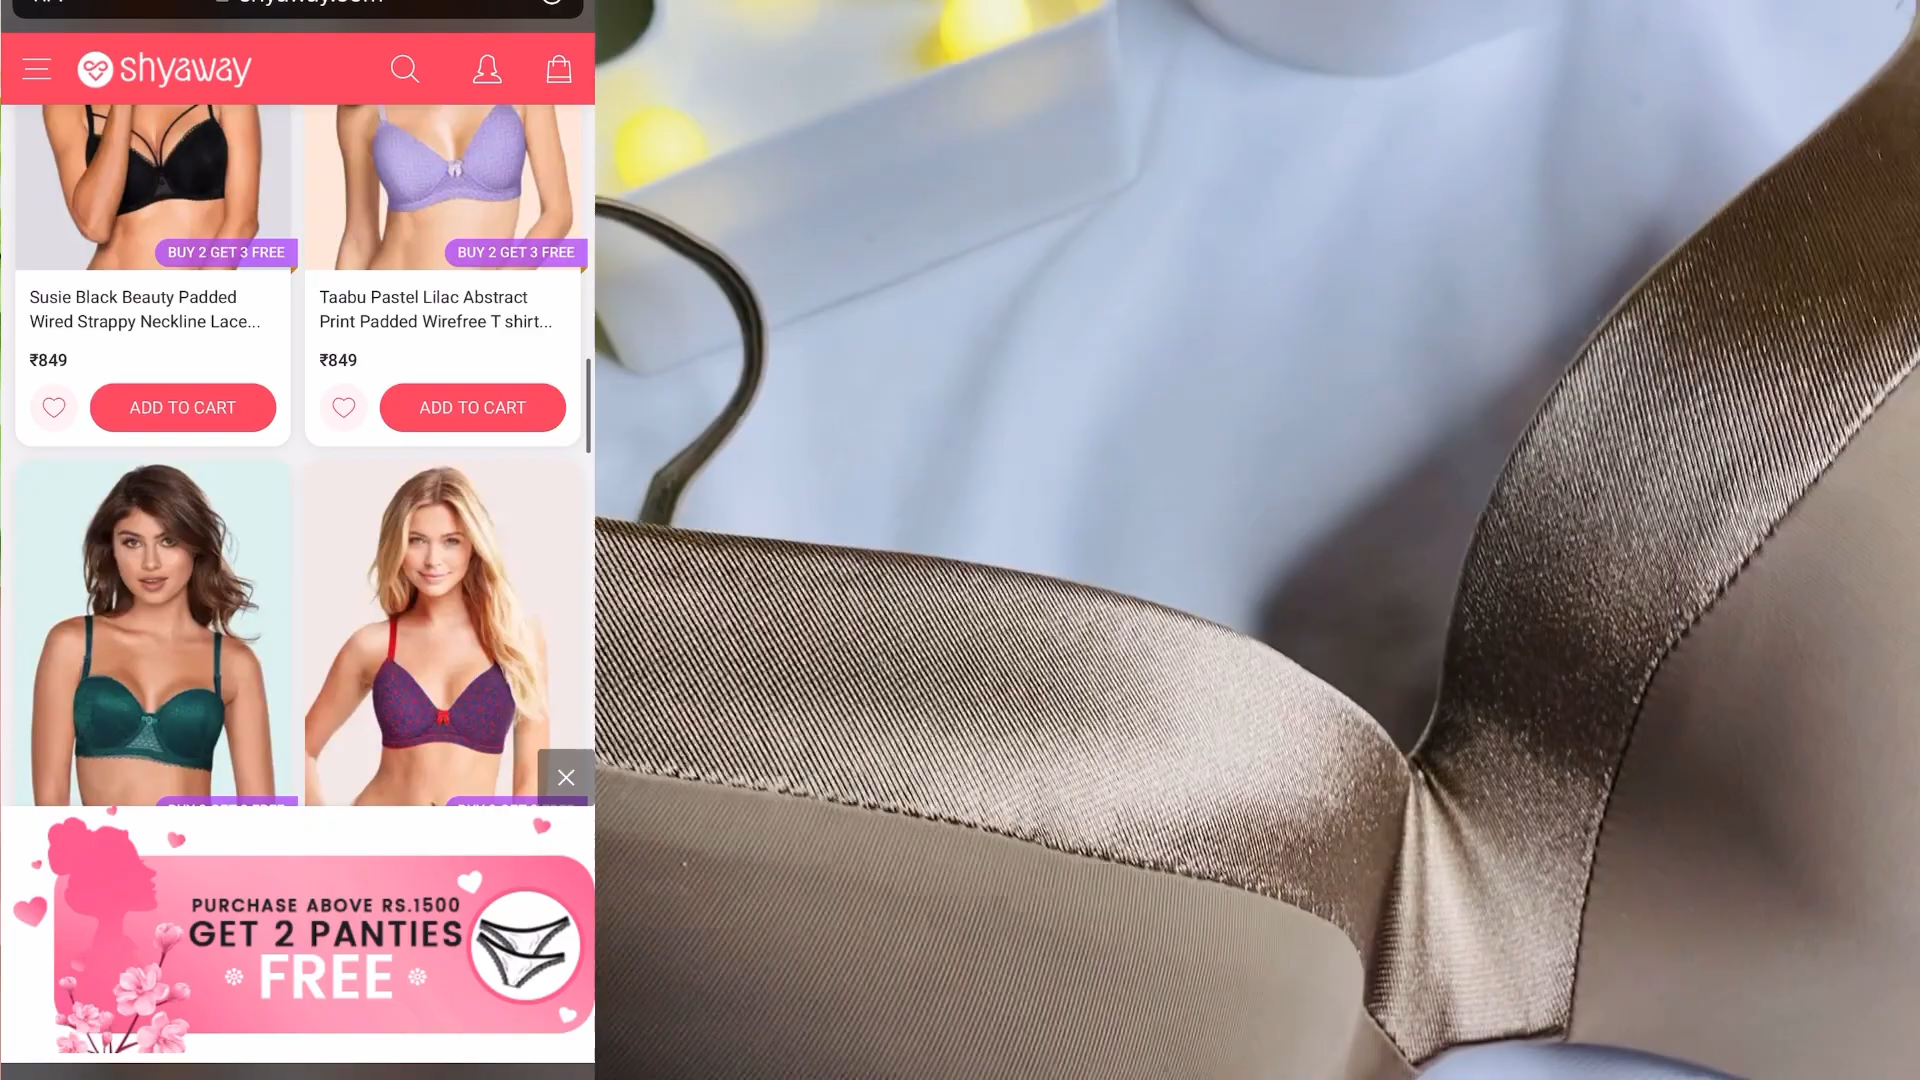 shyaway.com
shyaway
BUY 2 GET 3 FREE
BUY 2 GET 3 FREE
Susie Black Beauty Padded
Wired Strappy Neckline Lace...
₹849
ADD TO CART
Taabu Pastel Lilac Abstract
Print Padded Wirefree T shirt...
₹849
ADD TO CART
PURCHASE ABOVE RS.1500
GET 2 PANTIES
FREE